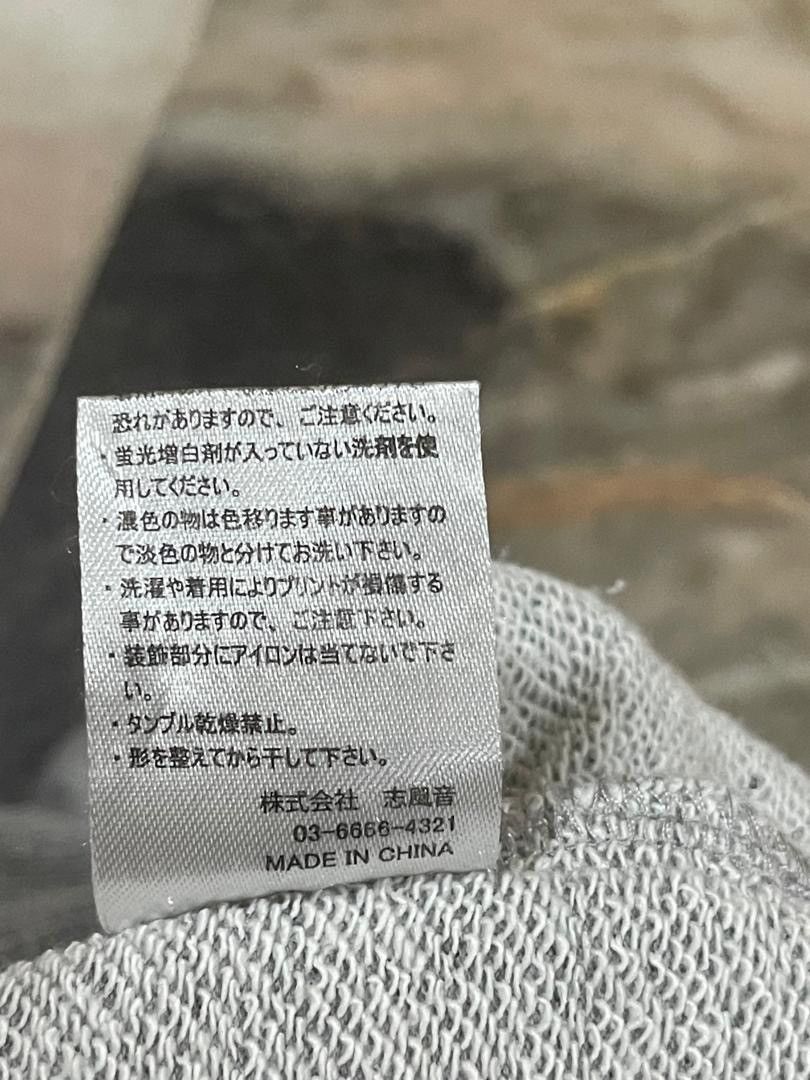 恐れがありますので、ご注意ください。
・蛍光増白剤が入っていない洗剤を使
用してください。
・濃色の物は色移ります事がありますの
で淡色の物と分けてお洗い下さい。
・洗濯や着用によりプリントが損傷する
事がありますので、ご注意下さい。
・装飾部分にアイロンは当てないで下さ
い。
・タンブル乾燥禁止。
・形を整えてから干して下さい。
株式会社 志風音
03-6666-4321
MADE IN CHINA